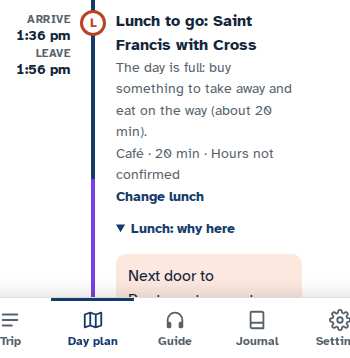 ARRIVE
1:36 pm
LEAVE
1:56 pm
L
Lunch to go: Saint
Francis with Cross
The day is full: buy
something to take away and
eat on the way (about 20
min).
Café · 20 min · Hours not
confirmed
Change lunch
▼ Lunch: why here
Next door to
Trip
Day plan
Guide
Journal
Settin